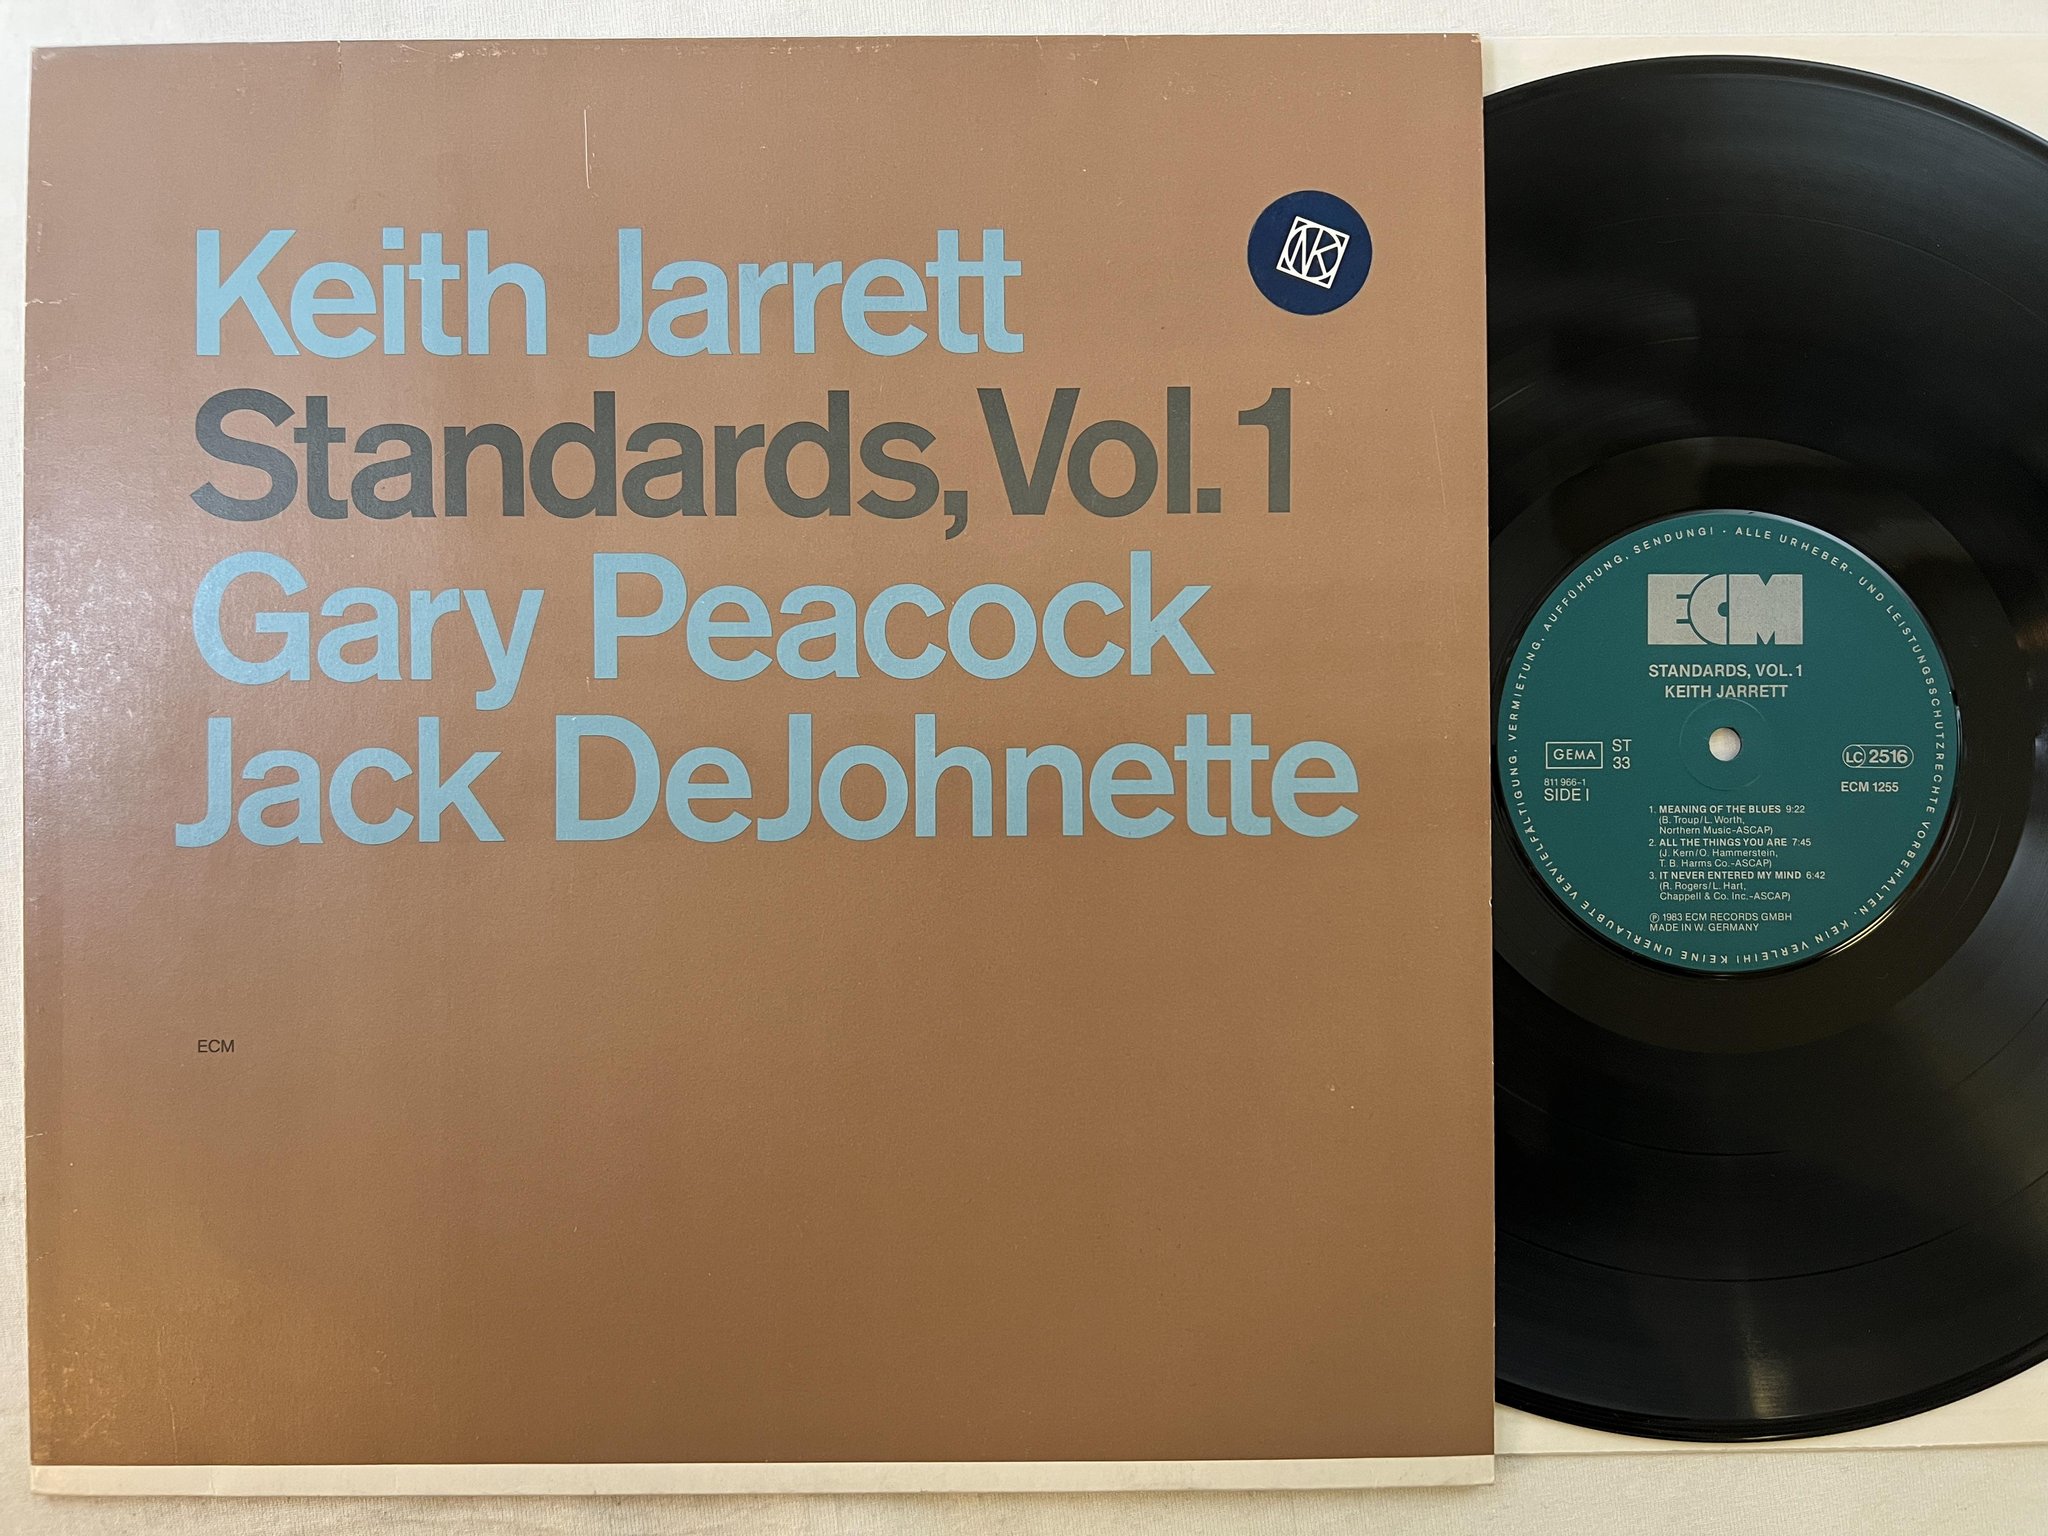 Keith Jarrett
Standards, Vol. 1
Gary Peacock
Jack DeJohnette
ECM
NK
ECM
STANDARDS, VOL. 1
KEITH JARRETT
GEMA
ST
33
811 966-1
SIDE I
LC 2516
ECM 1255
1. MEANING OF THE BLUES 9:22
(B. Troup/L. Worth,
Northern Music-ASCAP)
2. ALL THE THINGS YOU ARE 7:45
(J. Kern/O. Hammerstein,
T. B. Harms Co.-ASCAP)
3. IT NEVER ENTERED MY MIND 6:42
(R. Rogers/L. Hart,
Chappell & Co. Inc.-ASCAP)
Ⓟ 1983 ECM RECORDS GMBH
MADE IN W. GERMANY
ALLE URHEBER- UND LEISTUNGSSCHUTZRECHTE VORBEHALTEN. KEIN VERLEIH! KEINE UNERLAUBTE VERVIELFÄLTIGUNG, VERMIETUNG, AUFFÜHRUNG, SENDUNG! ·